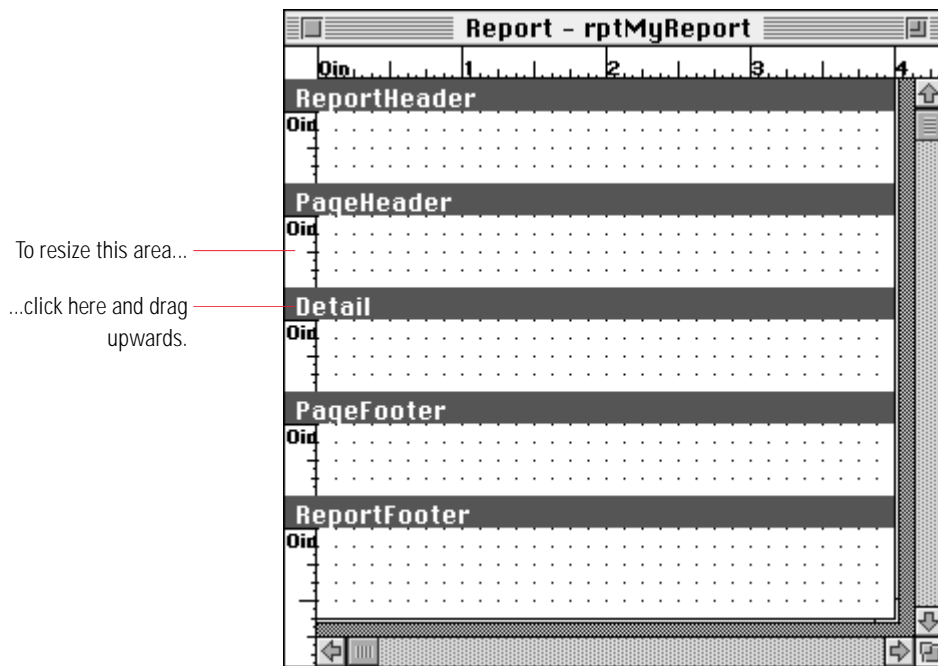 Report - rptMyReport
0in 1 2 3 4
ReportHeader
0in
PageHeader
0in
To resize this area...
Detail
...click here and drag
upwards.
0in
PageFooter
0in
ReportFooter
0in